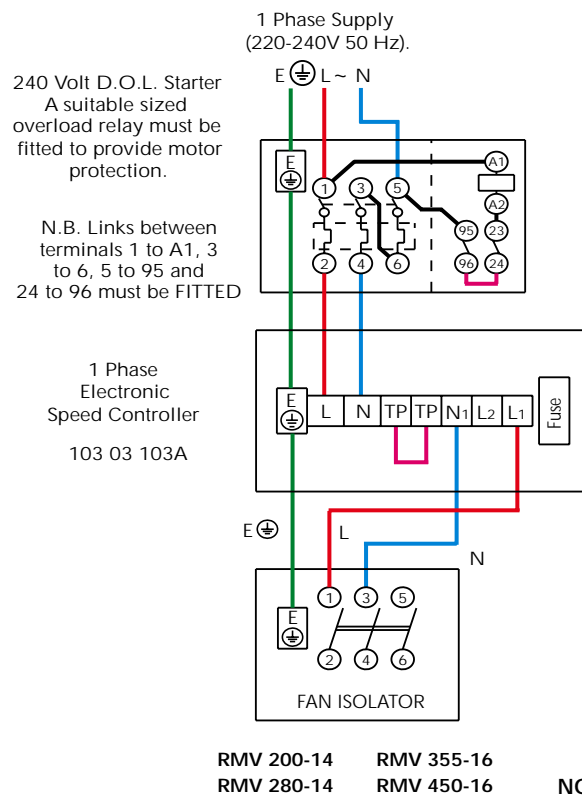 1 Phase Supply
(220-240V 50 Hz).
E L ~ N
240 Volt D.O.L. Starter
A suitable sized
overload relay must be
fitted to provide motor
protection.
E
A1
1 3 5
A2
95 23
2 4 6
96 24
N.B. Links between
terminals 1 to A1, 3
to 6, 5 to 95 and
24 to 96 must be FITTED
1 Phase
Electronic
Speed Controller
103 03 103A
E L N TP TP N1 L2 L1
Fuse
E L
N
1 3 5
E
2 4 6
FAN ISOLATOR
RMV 200-14 RMV 355-16
RMV 280-14 RMV 450-16